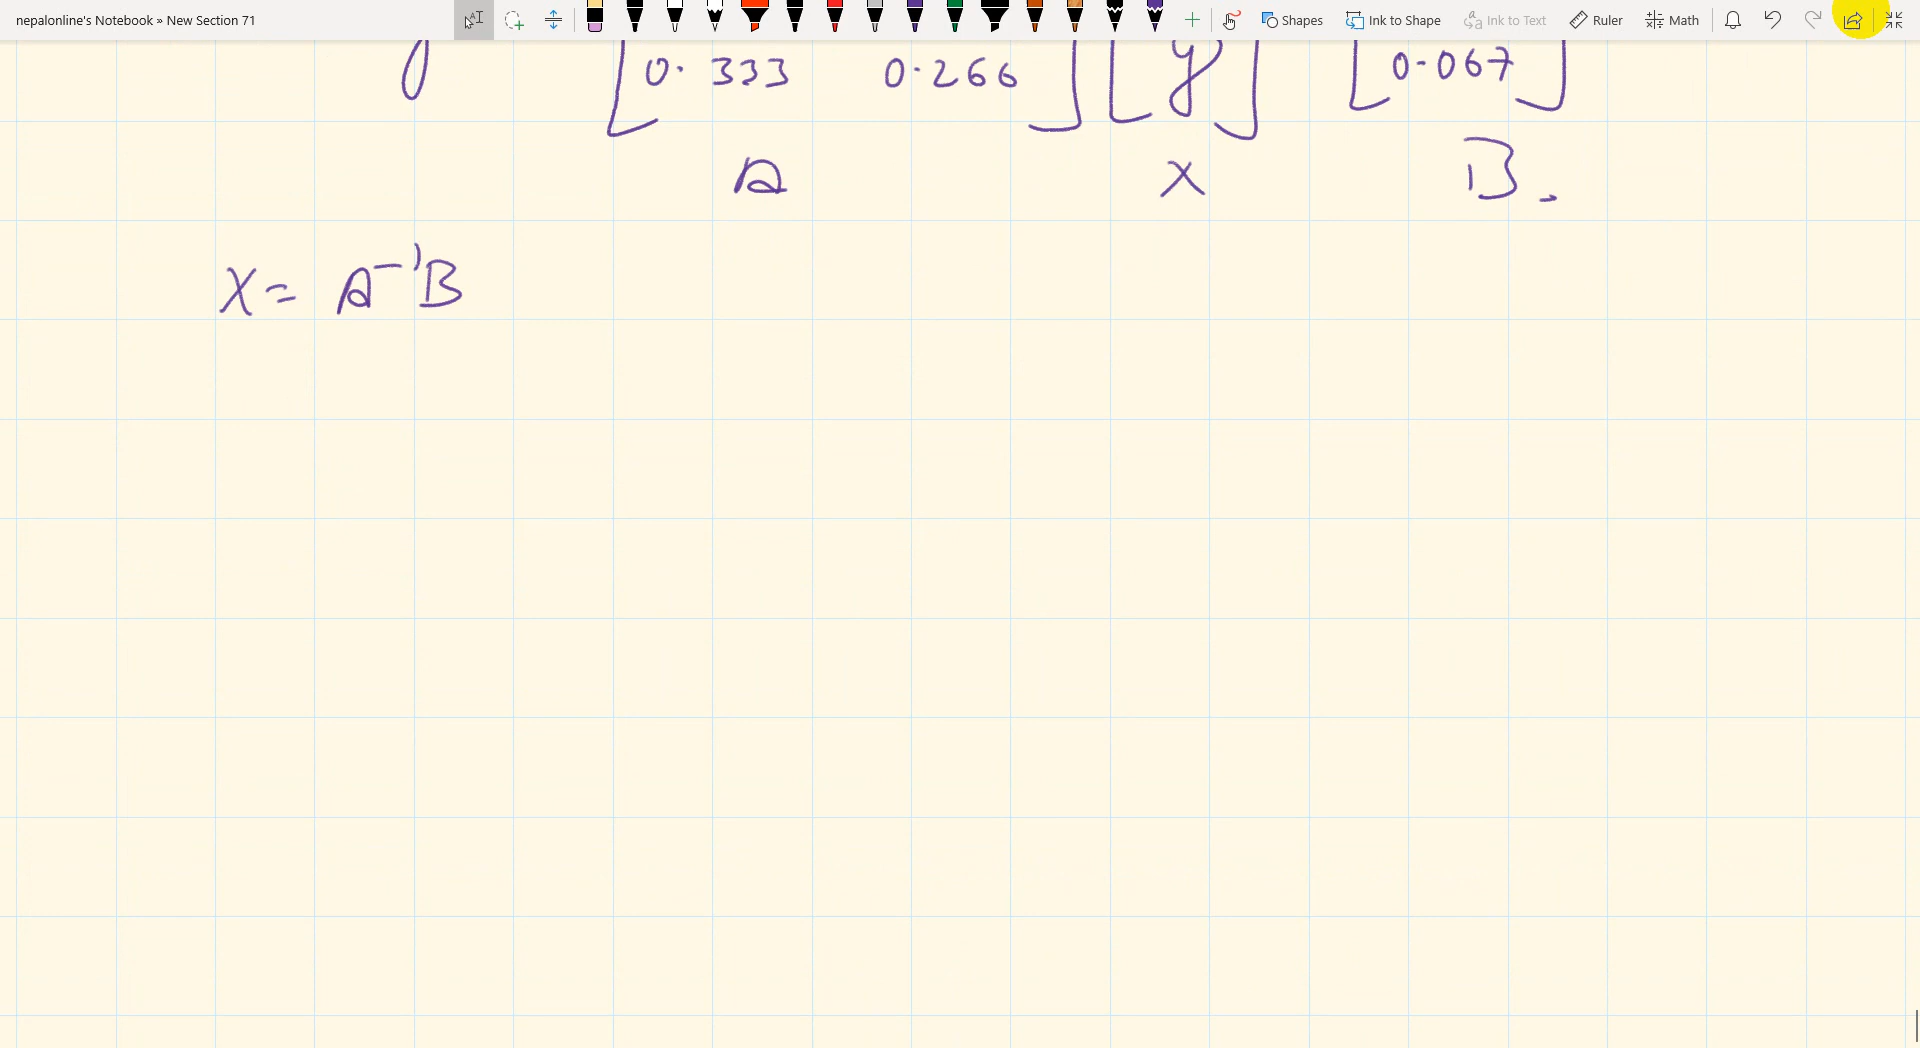 nepalonline's Notebook » New Section 71
Shapes Ink to Shape Ink to Text Ruler Math
0.333 0.266 y 0.067
A X B.
X = A⁻¹B